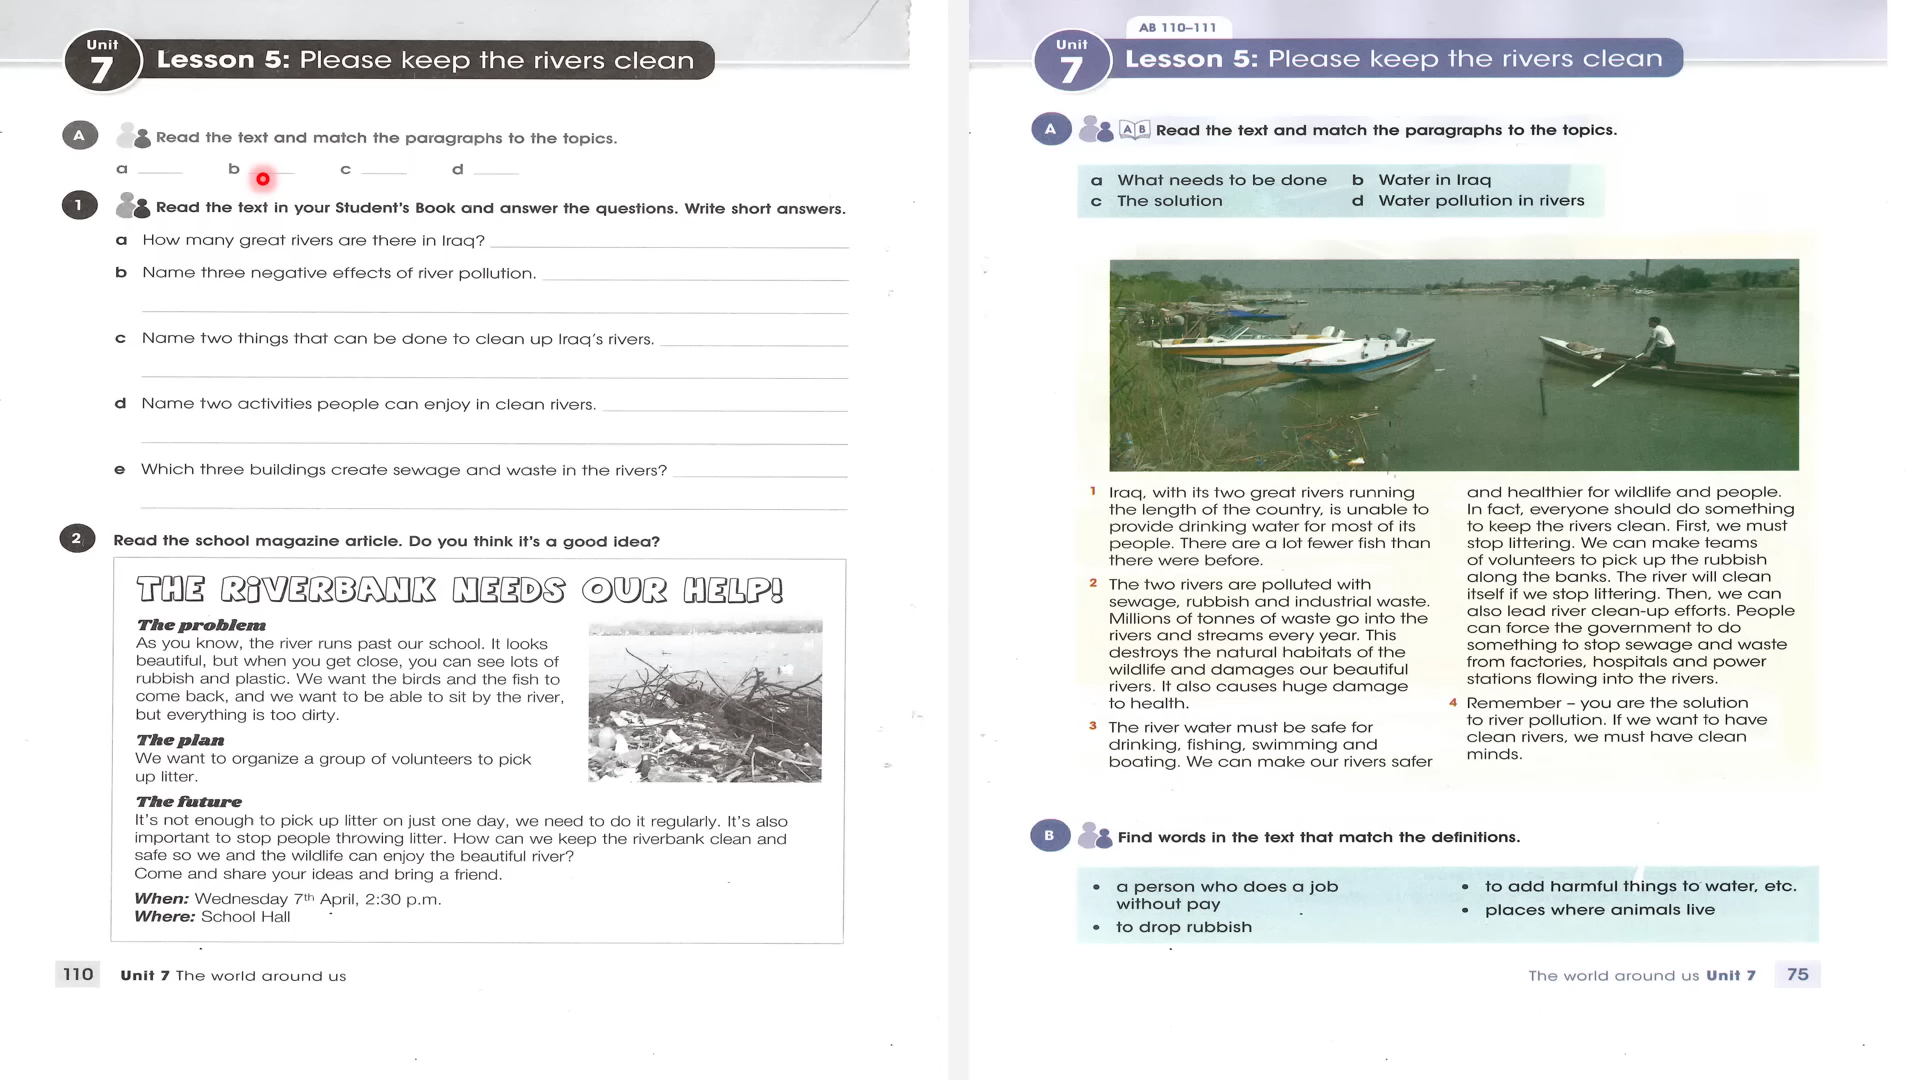 Unit
7
Lesson 5: Please keep the rivers clean
A
Read the text and match the paragraphs to the topics.
a ____ b ____ c ____ d ____
1
Read the text in your Student's Book and answer the questions. Write short answers.
a How many great rivers are there in Iraq?
b Name three negative effects of river pollution.
c Name two things that can be done to clean up Iraq's rivers.
d Name two activities people can enjoy in clean rivers.
e Which three buildings create sewage and waste in the rivers?
2
Read the school magazine article. Do you think it's a good idea?
THE RiVERBANK NEEDS OUR HELP!
The problem
As you know, the river runs past our school. It looks
beautiful, but when you get close, you can see lots of
rubbish and plastic. We want the birds and the fish to
come back, and we want to be able to sit by the river,
but everything is too dirty.
The plan
We want to organize a group of volunteers to pick
up litter.
The future
It's not enough to pick up litter on just one day, we need to do it regularly. It's also
important to stop people throwing litter. How can we keep the riverbank clean and
safe so we and the wildlife can enjoy the beautiful river?
Come and share your ideas and bring a friend.
When: Wednesday 7th April, 2:30 p.m.
Where: School Hall
110 Unit 7 The world around us
AB 110–111
Unit
7
Lesson 5: Please keep the rivers clean
A
AB Read the text and match the paragraphs to the topics.
a What needs to be done b Water in Iraq
c The solution d Water pollution in rivers
1 Iraq, with its two great rivers running
the length of the country, is unable to
provide drinking water for most of its
people. There are a lot fewer fish than
there were before.
2 The two rivers are polluted with
sewage, rubbish and industrial waste.
Millions of tonnes of waste go into the
rivers and streams every year. This
destroys the natural habitats of the
wildlife and damages our beautiful
rivers. It also causes huge damage
to health.
3 The river water must be safe for
drinking, fishing, swimming and
boating. We can make our rivers safer
and healthier for wildlife and people.
In fact, everyone should do something
to keep the rivers clean. First, we must
stop littering. We can make teams
of volunteers to pick up the rubbish
along the banks. The river will clean
itself if we stop littering. Then, we can
also lead river clean-up efforts. People
can force the government to do
something to stop sewage and waste
from factories, hospitals and power
stations flowing into the rivers.
4 Remember – you are the solution
to river pollution. If we want to have
clean rivers, we must have clean
minds.
B
Find words in the text that match the definitions.
• a person who does a job
without pay
• to drop rubbish
• to add harmful things to water, etc.
• places where animals live
The world around us Unit 7 75